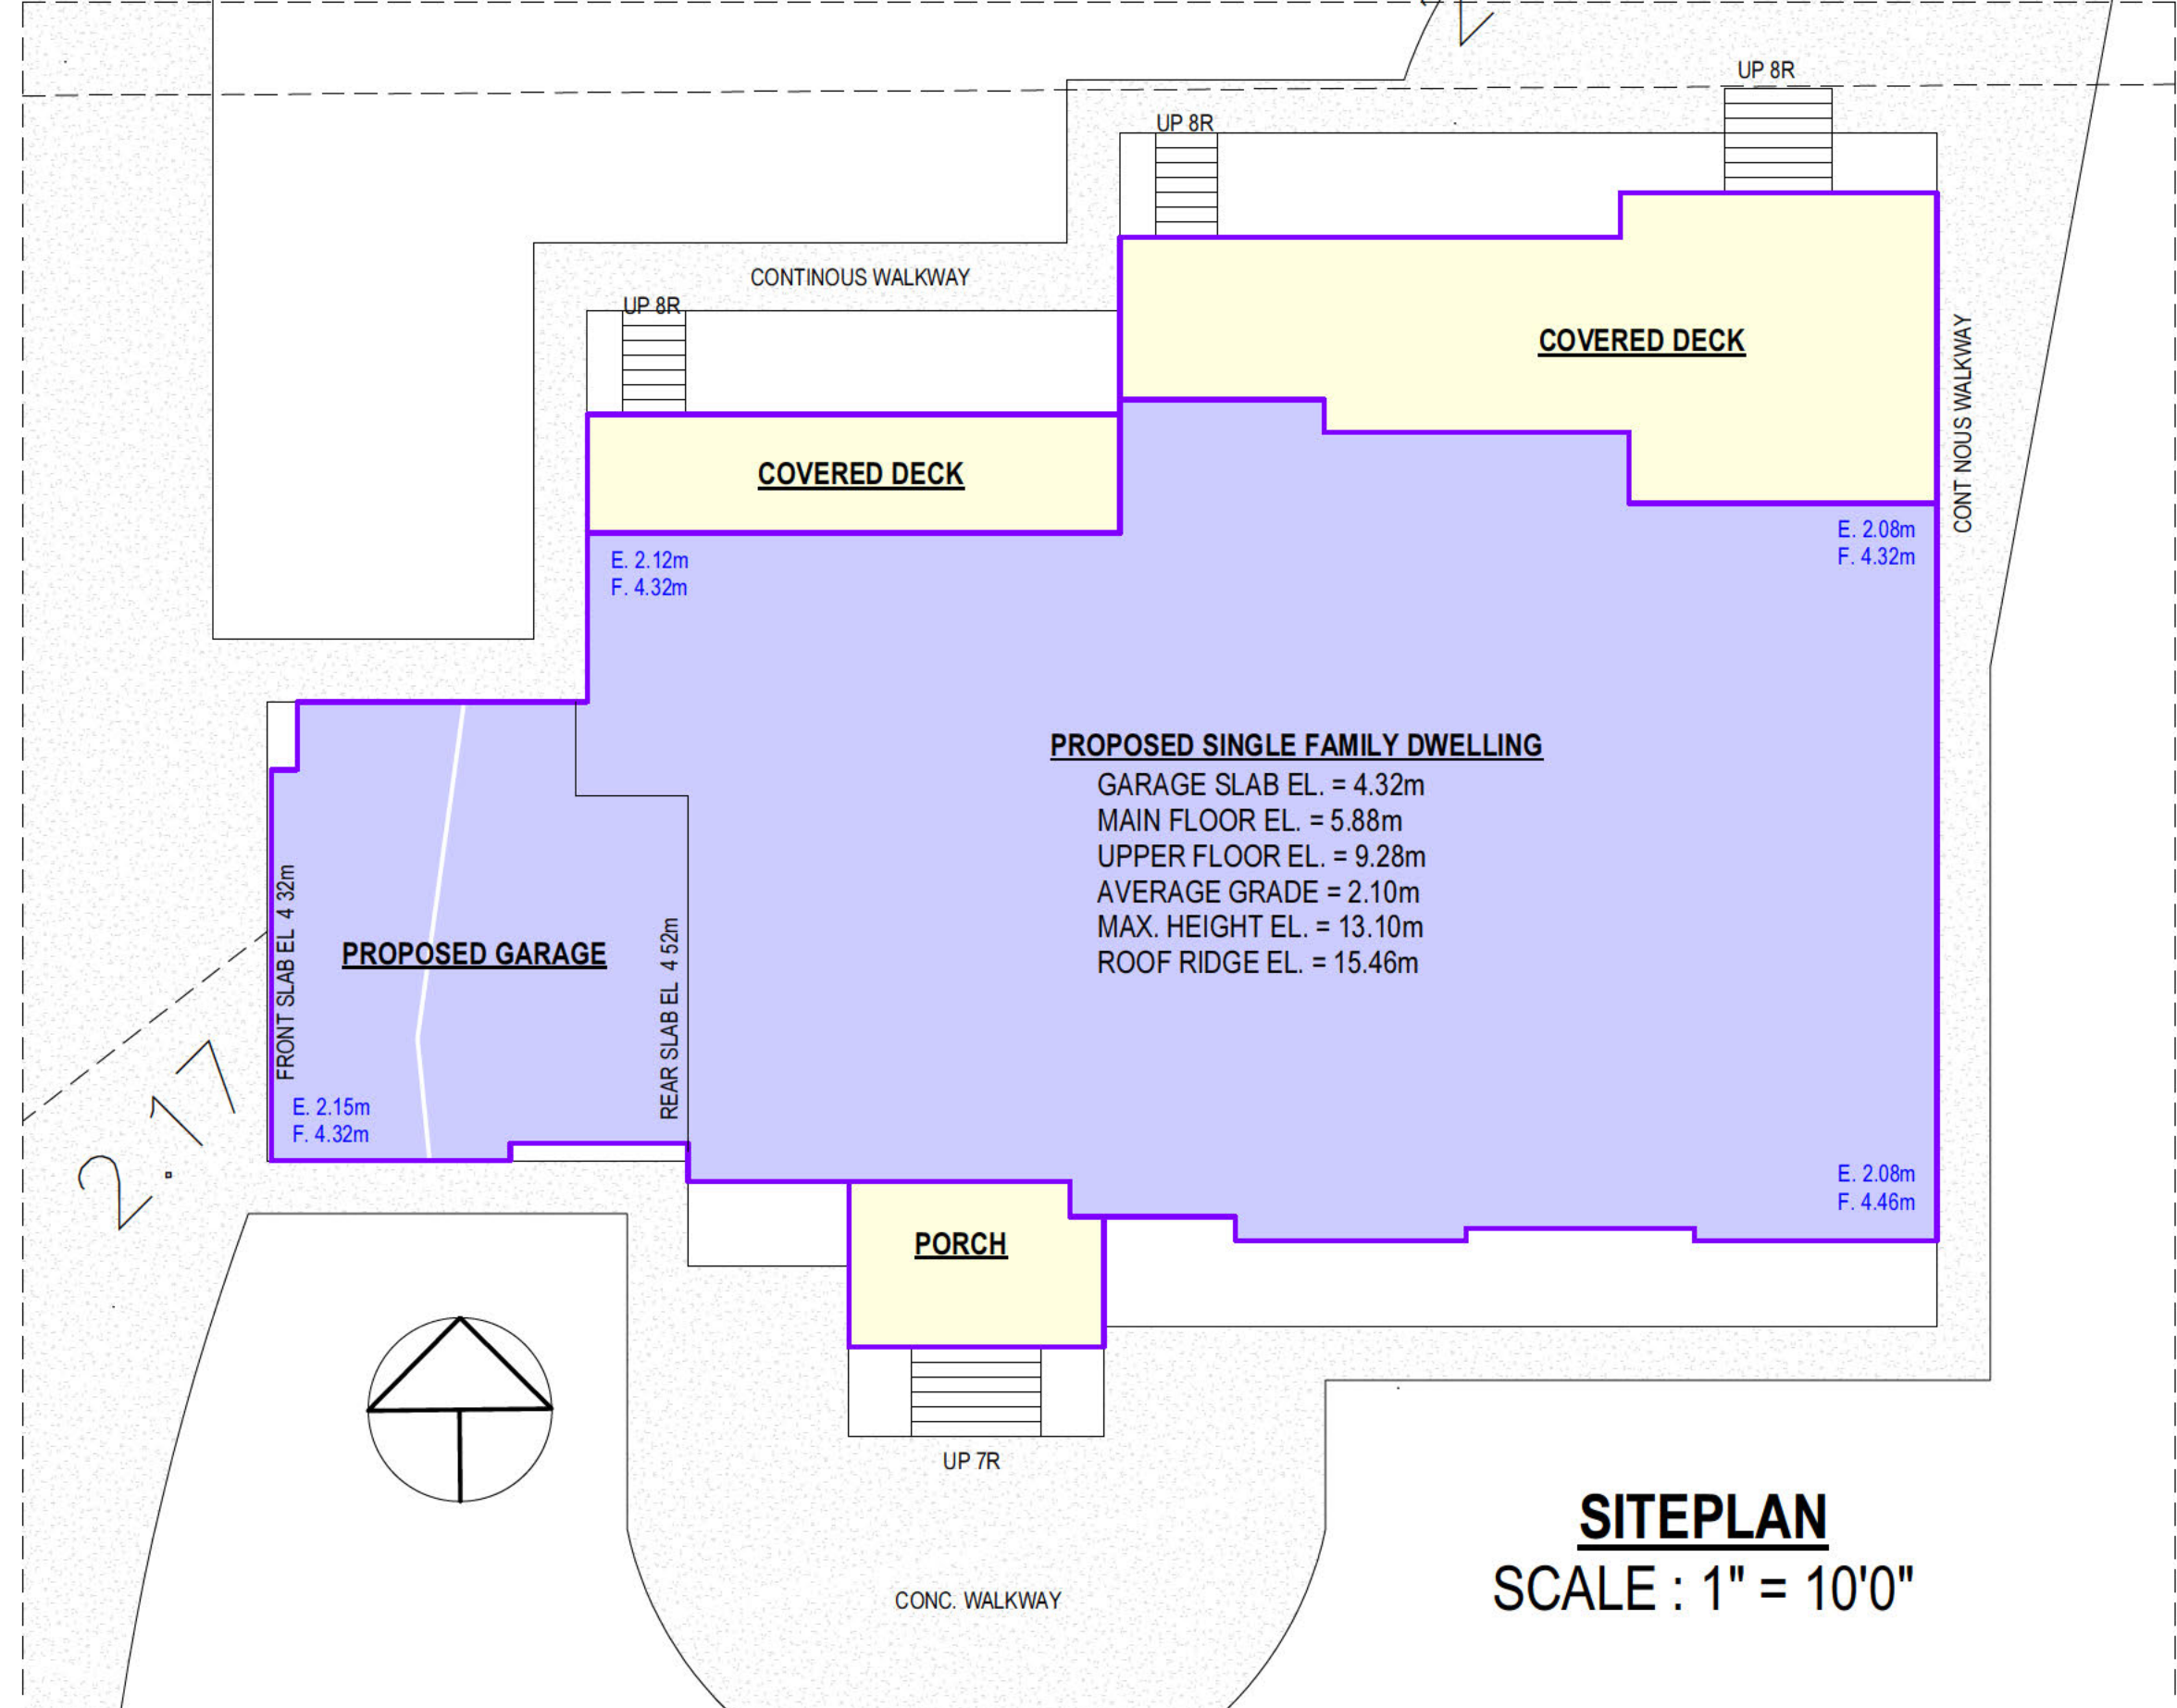 UP 8R
UP 8R
CONTINOUS WALKWAY
UP 8R
COVERED DECK
COVERED DECK
CONT NOUS WALKWAY
E. 2.12m
F. 4.32m
E. 2.08m
F. 4.32m
PROPOSED SINGLE FAMILY DWELLING
GARAGE SLAB EL. = 4.32m
MAIN FLOOR EL. = 5.88m
UPPER FLOOR EL. = 9.28m
AVERAGE GRADE = 2.10m
MAX. HEIGHT EL. = 13.10m
ROOF RIDGE EL. = 15.46m
FRONT SLAB EL 4 32m
PROPOSED GARAGE
REAR SLAB EL 4 52m
2.17
E. 2.15m
F. 4.32m
E. 2.08m
F. 4.46m
PORCH
UP 7R
CONC. WALKWAY
SITEPLAN
SCALE : 1" = 10'0"